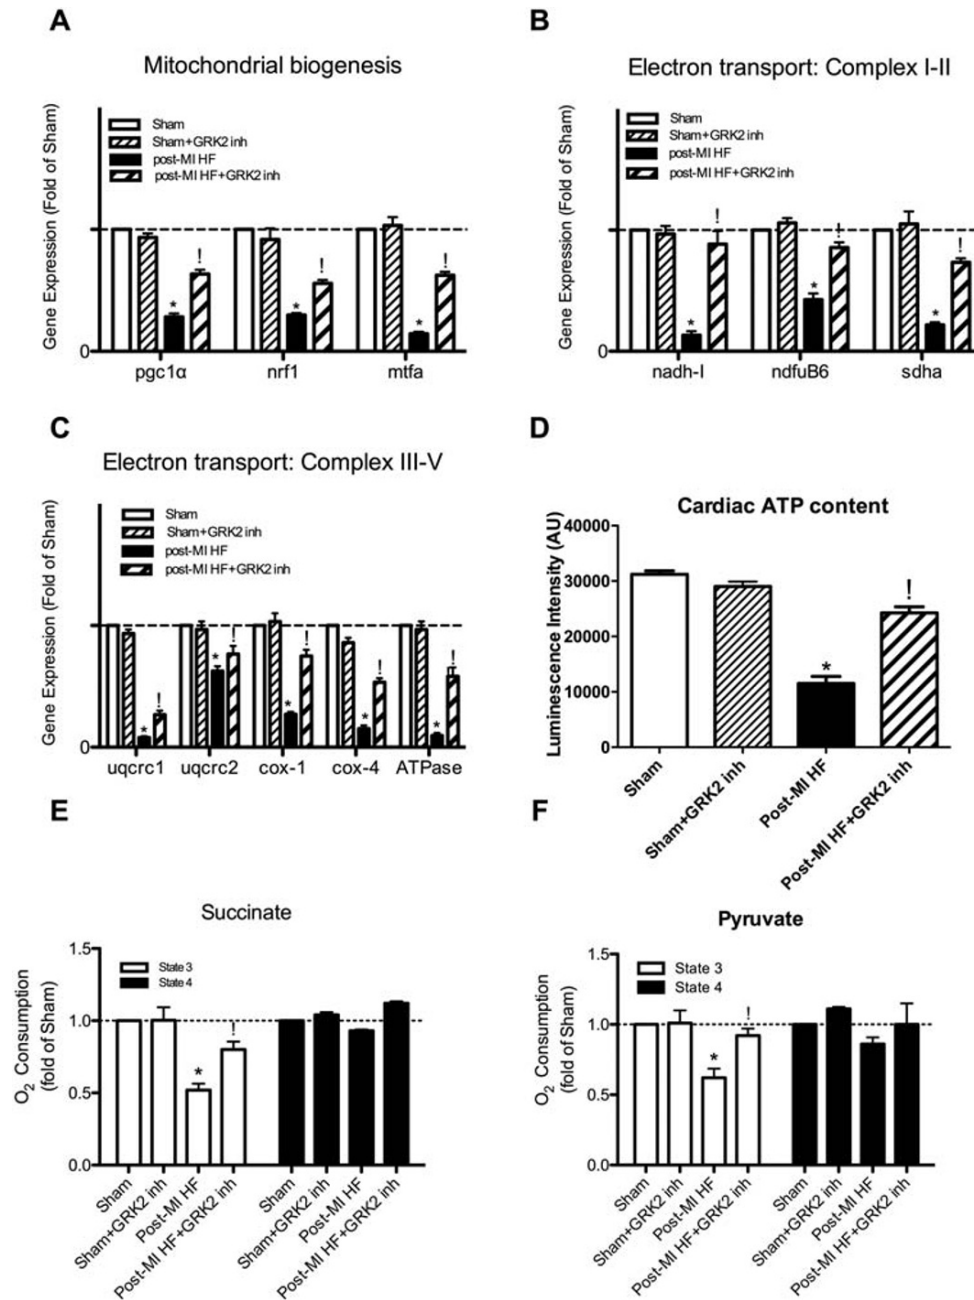 A
Mitochondrial biogenesis
Gene Expression (Fold of Sham)
Sham
Sham+GRK2 inh
post-MI HF
post-MI HF+GRK2 inh
! ! !
* * *
0
pgc1α nrf1 mtfa
B
Electron transport: Complex I-II
Gene Expression (Fold of Sham)
Sham
Sham+GRK2 inh
post-MI HF
post-MI HF+GRK2 inh
! ! !
* * *
0
nadh-I ndfuB6 sdha
C
Electron transport: Complex III-V
Gene Expression (Fold of Sham)
Sham
Sham+GRK2 inh
post-MI HF
post-MI HF+GRK2 inh
! ! ! ! !
* * * * *
0
uqcrc1 uqcrc2 cox-1 cox-4 ATPase
D
Cardiac ATP content
Luminescence Intensity (AU)
40000
30000
20000
10000
0
!
*
Sham
Sham+GRK2 inh
Post-MI HF
Post-MI HF+GRK2 inh
E
Succinate
O2 Consumption
(fold of Sham)
1.5
1.0
0.5
0.0
State 3
State 4
!
*
Sham
Sham+GRK2 inh
Post-MI HF
Post-MI HF+GRK2 inh
Sham
Sham+GRK2 inh
Post-MI HF
Post-MI HF+GRK2 inh
F
Pyruvate
O2 Consumption
(fold of Sham)
1.5
1.0
0.5
0.0
State 3
State 4
!
*
Sham
Sham+GRK2 inh
Post-MI HF
Post-MI HF+GRK2 inh
Sham
Sham+GRK2 inh
Post-MI HF
Post-MI HF+GRK2 inh